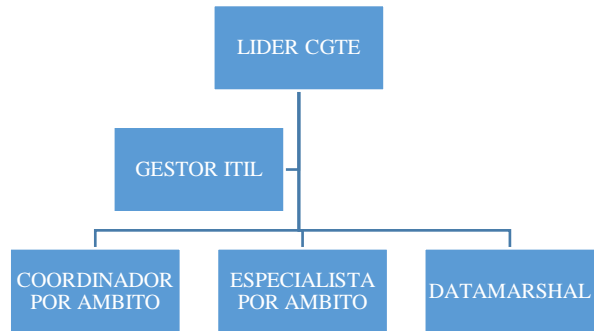 LIDER CGTE
GESTOR ITIL
COORDINADOR
POR AMBITO
ESPECIALISTA
POR AMBITO
DATAMARSHAL